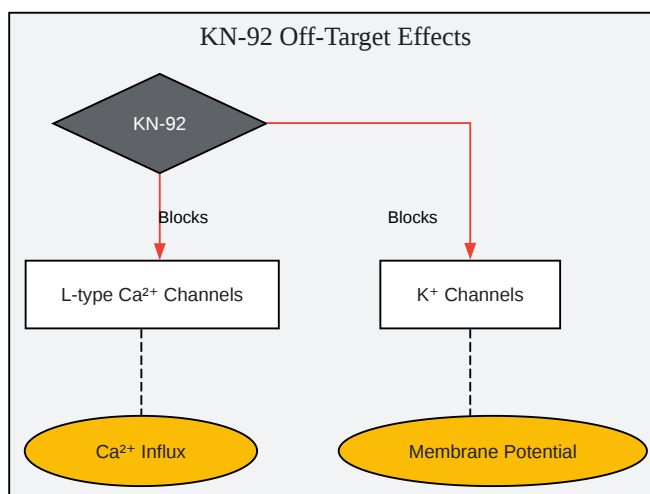 KN-92 Off-Target Effects
KN-92
Blocks
Blocks
L-type Ca²⁺ Channels
K⁺ Channels
Ca²⁺ Influx
Membrane Potential